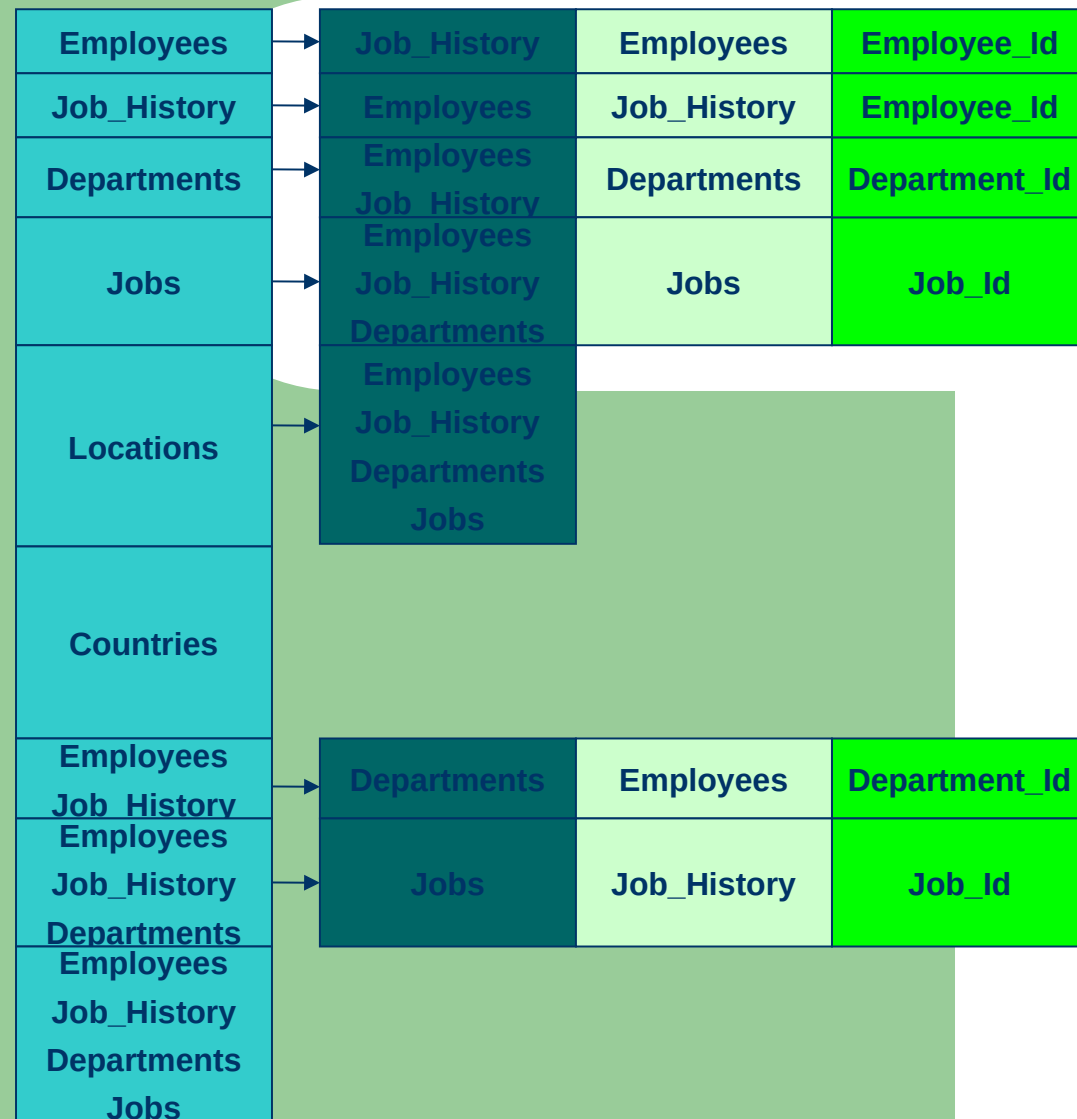 Employees Job_History Employees Employee_Id
Job_History Employees Job_History Employee_Id
Employees
Departments Departments Department_Id
Job_History
Employees
Jobs Job_History Jobs Job_Id
Departments
Employees
Job_History
Locations
Departments
Jobs
Countries
Employees
Departments Employees Department_Id
Job_History
Employees
Job_History Jobs Job_History Job_Id
Departments
Employees
Job_History
Departments
Jobs